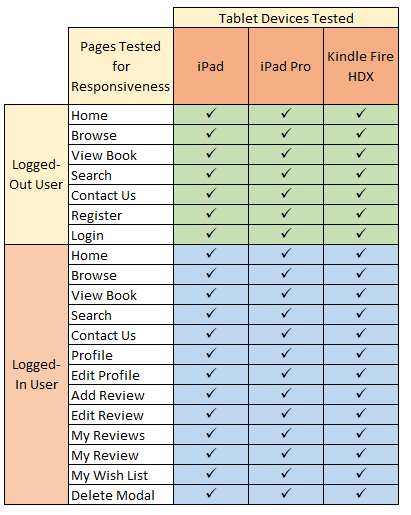 Tablet Devices Tested
Pages Tested
for
Responsiveness
iPad
iPad Pro
Kindle Fire
HDX
Logged-
Out User
Home ✓ ✓ ✓
Browse ✓ ✓ ✓
View Book ✓ ✓ ✓
Search ✓ ✓ ✓
Contact Us ✓ ✓ ✓
Register ✓ ✓ ✓
Login ✓ ✓ ✓
Logged-
In User
Home ✓ ✓ ✓
Browse ✓ ✓ ✓
View Book ✓ ✓ ✓
Search ✓ ✓ ✓
Contact Us ✓ ✓ ✓
Profile ✓ ✓ ✓
Edit Profile ✓ ✓ ✓
Add Review ✓ ✓ ✓
Edit Review ✓ ✓ ✓
My Reviews ✓ ✓ ✓
My Review ✓ ✓ ✓
My Wish List ✓ ✓ ✓
Delete Modal ✓ ✓ ✓